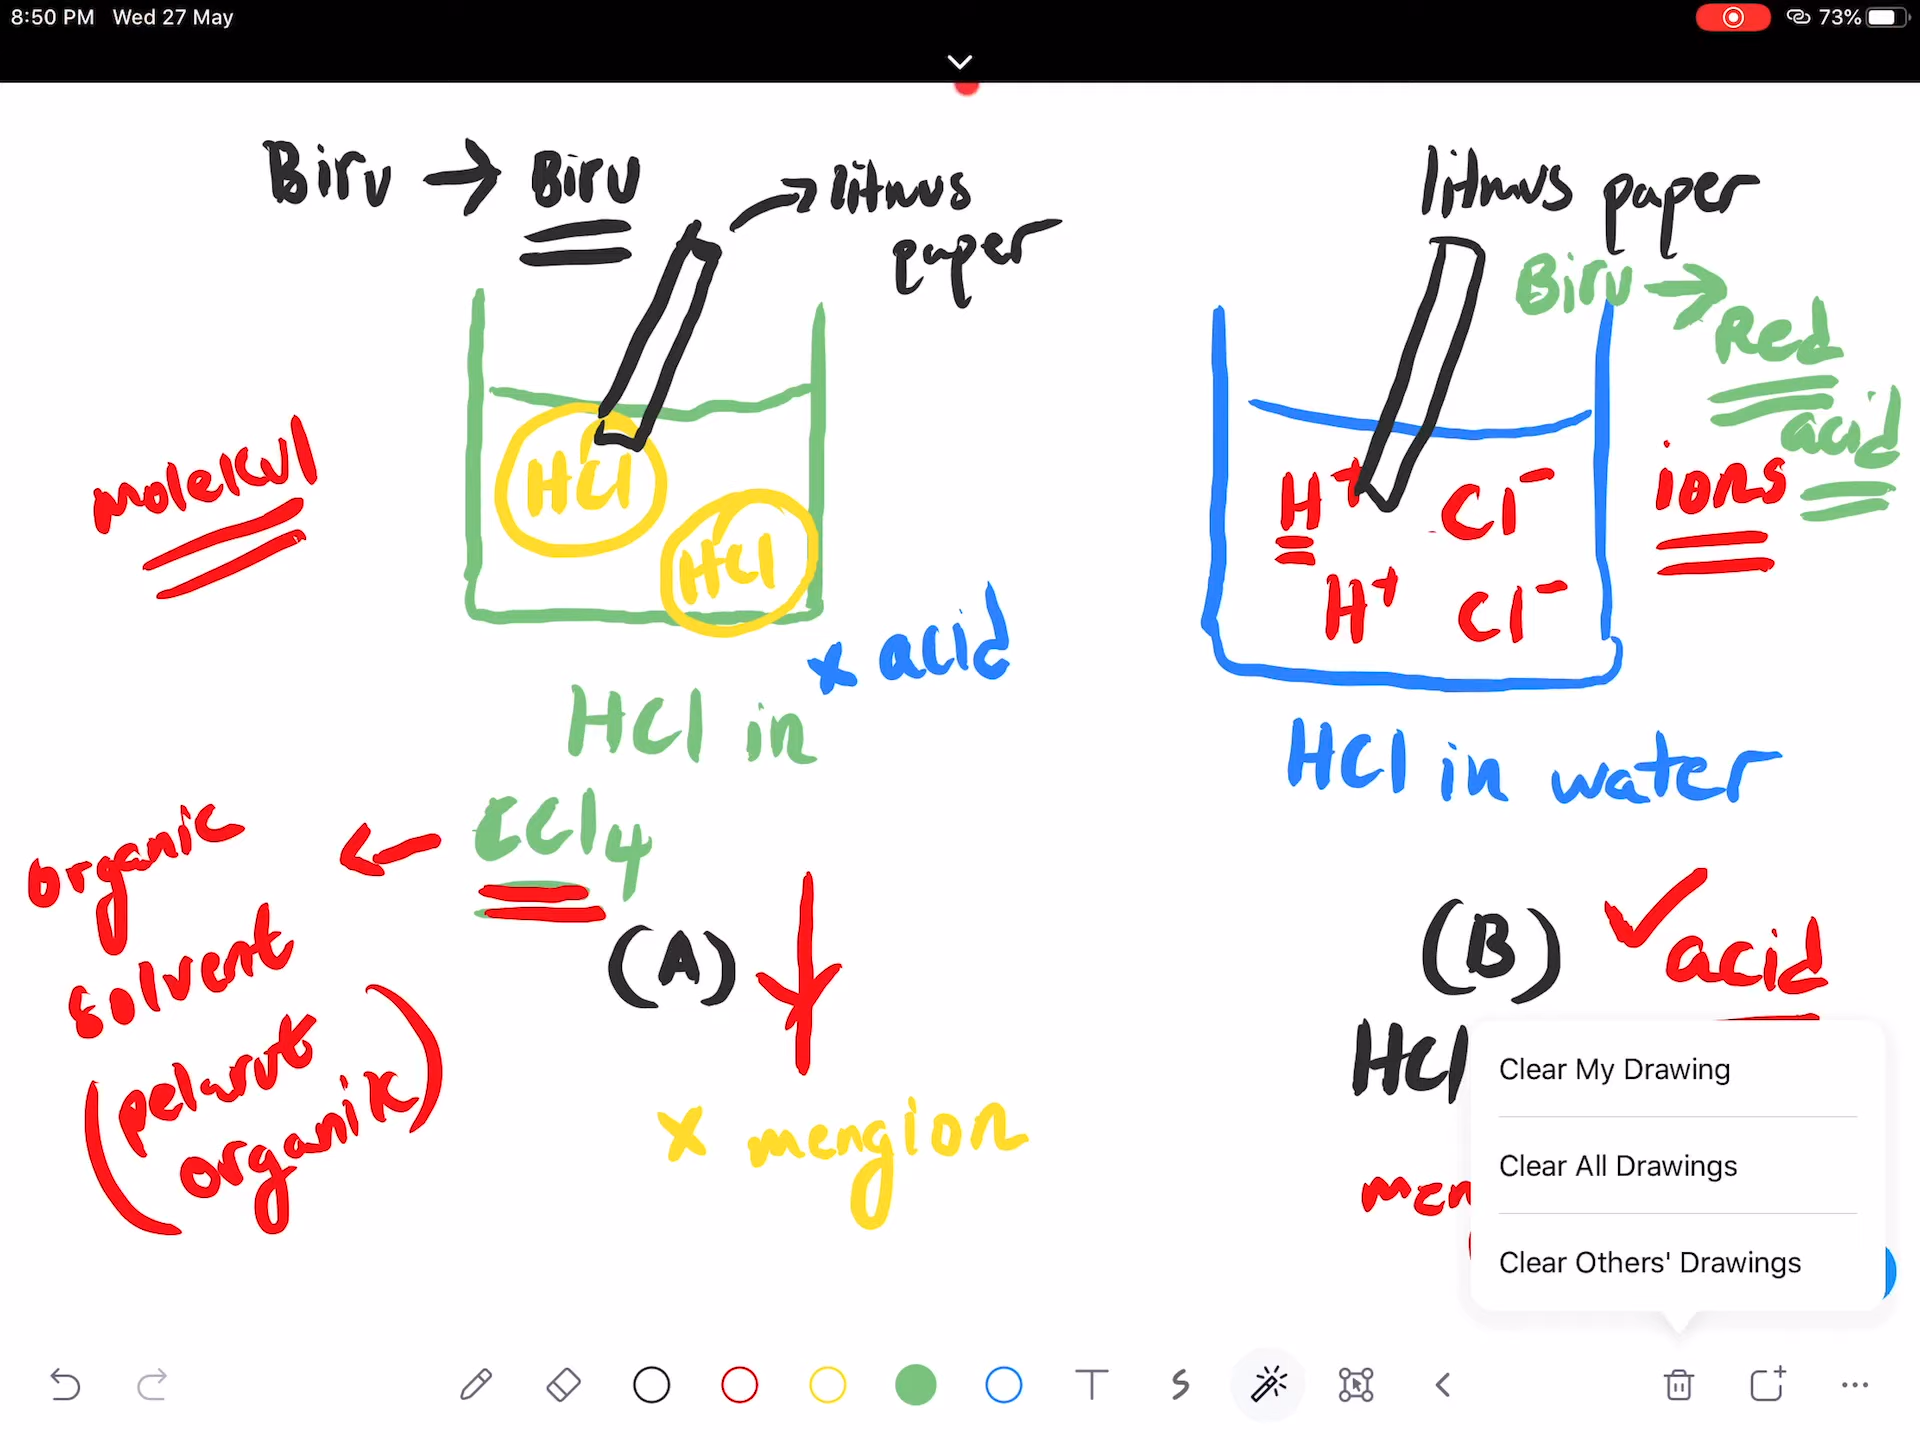 8:50 PM Wed 27 May
73%
Biru → Biru
litmus
paper
litmus paper
Biru → Red
acid
molekul
HCl
HCl
H+ Cl-
H+ Cl-
ions
x acid
HCl in
CCl4
HCl in water
organic
solvent
(pelarut
organik)
(A)
(B)
✓ acid
HCl
x mengion
men
Clear My Drawing
Clear All Drawings
Clear Others' Drawings
T
S